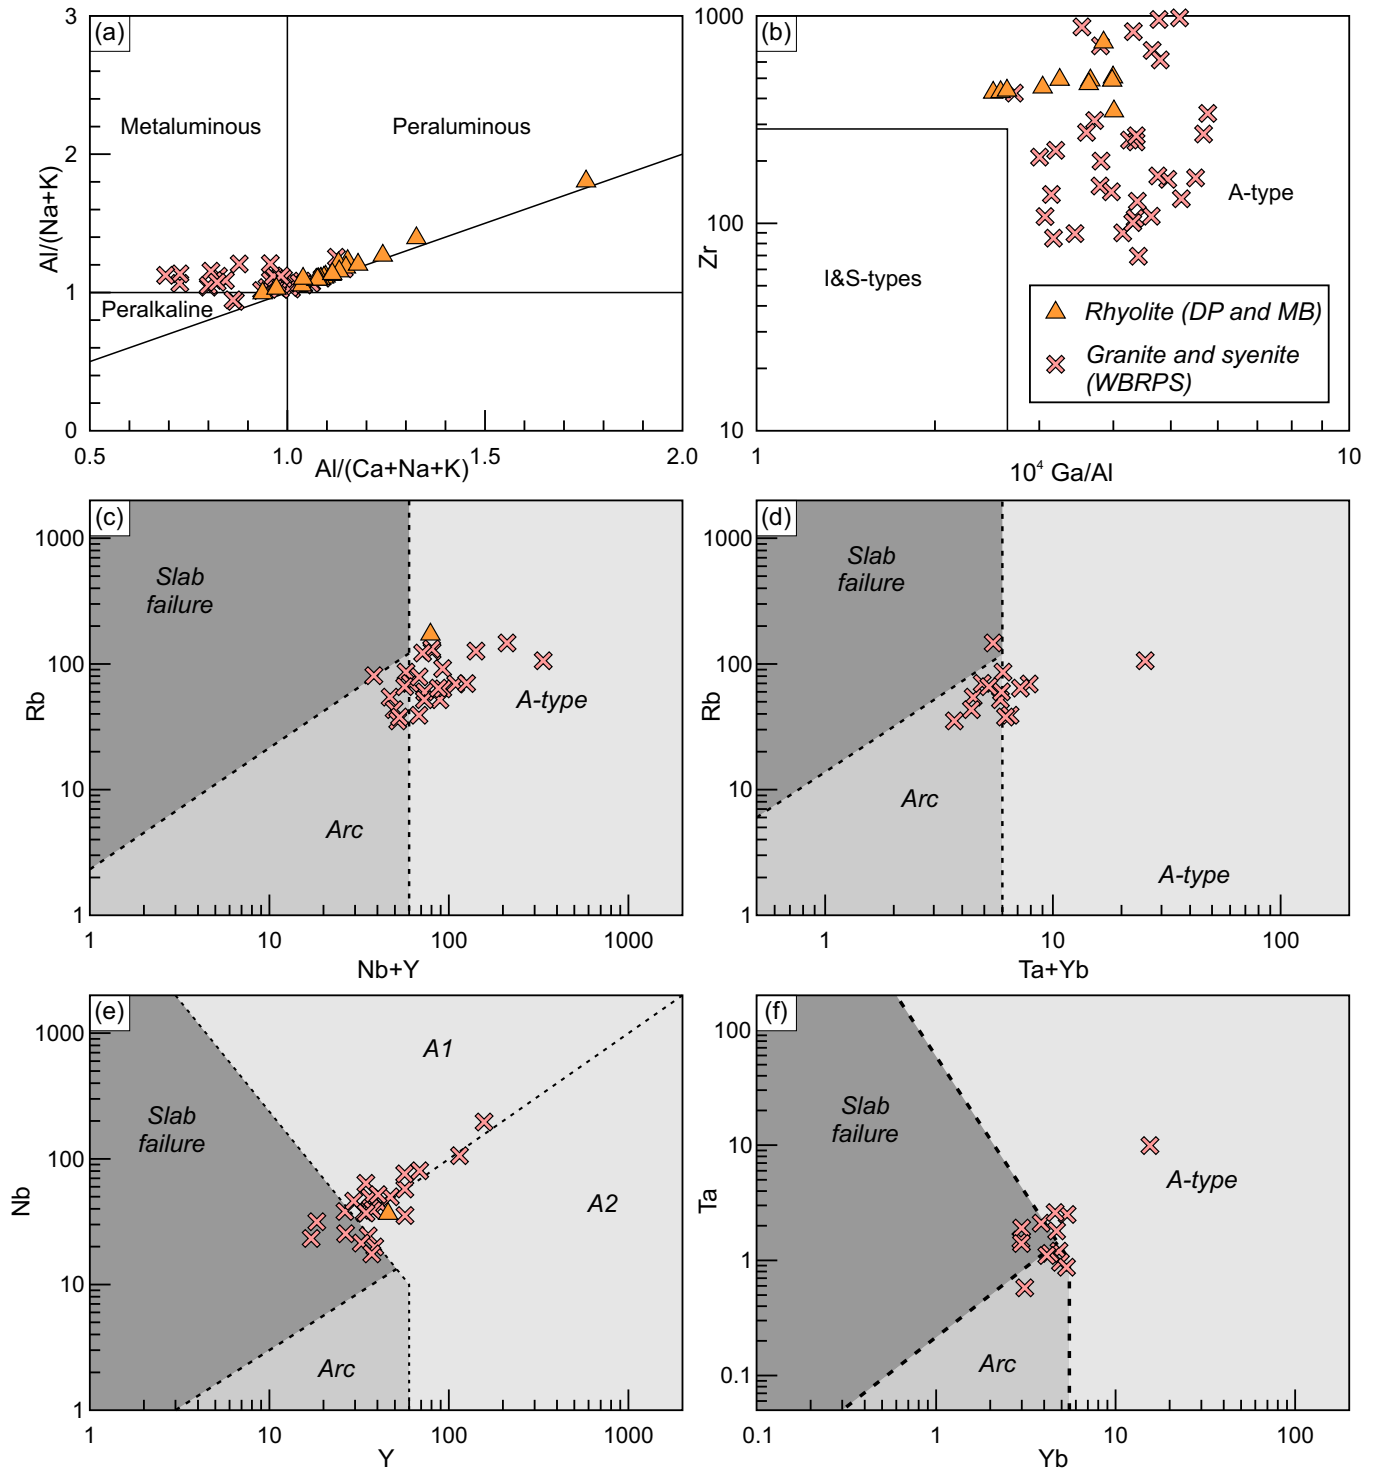 (a)
3
2
1
0
Al/(Na+K)
Metaluminous
Peraluminous
Peralkaline
0.5
1.0
1.5
2.0
Al/(Ca+Na+K)
(b)
1000
100
10
Zr
I&S-types
A-type
Rhyolite (DP and MB)
Granite and syenite
(WBRPS)
1
10
10⁴ Ga/Al
(c)
1000
100
10
1
Rb
Slab
failure
Arc
A-type
1
10
100
1000
Nb+Y
(d)
1000
100
10
1
Rb
Slab
failure
Arc
A-type
1
10
100
Ta+Yb
(e)
1000
100
10
1
Nb
A1
Slab
failure
A2
Arc
1
10
100
1000
Y
(f)
100
10
1
0.1
Ta
Slab
failure
A-type
Arc
0.1
1
10
100
Yb